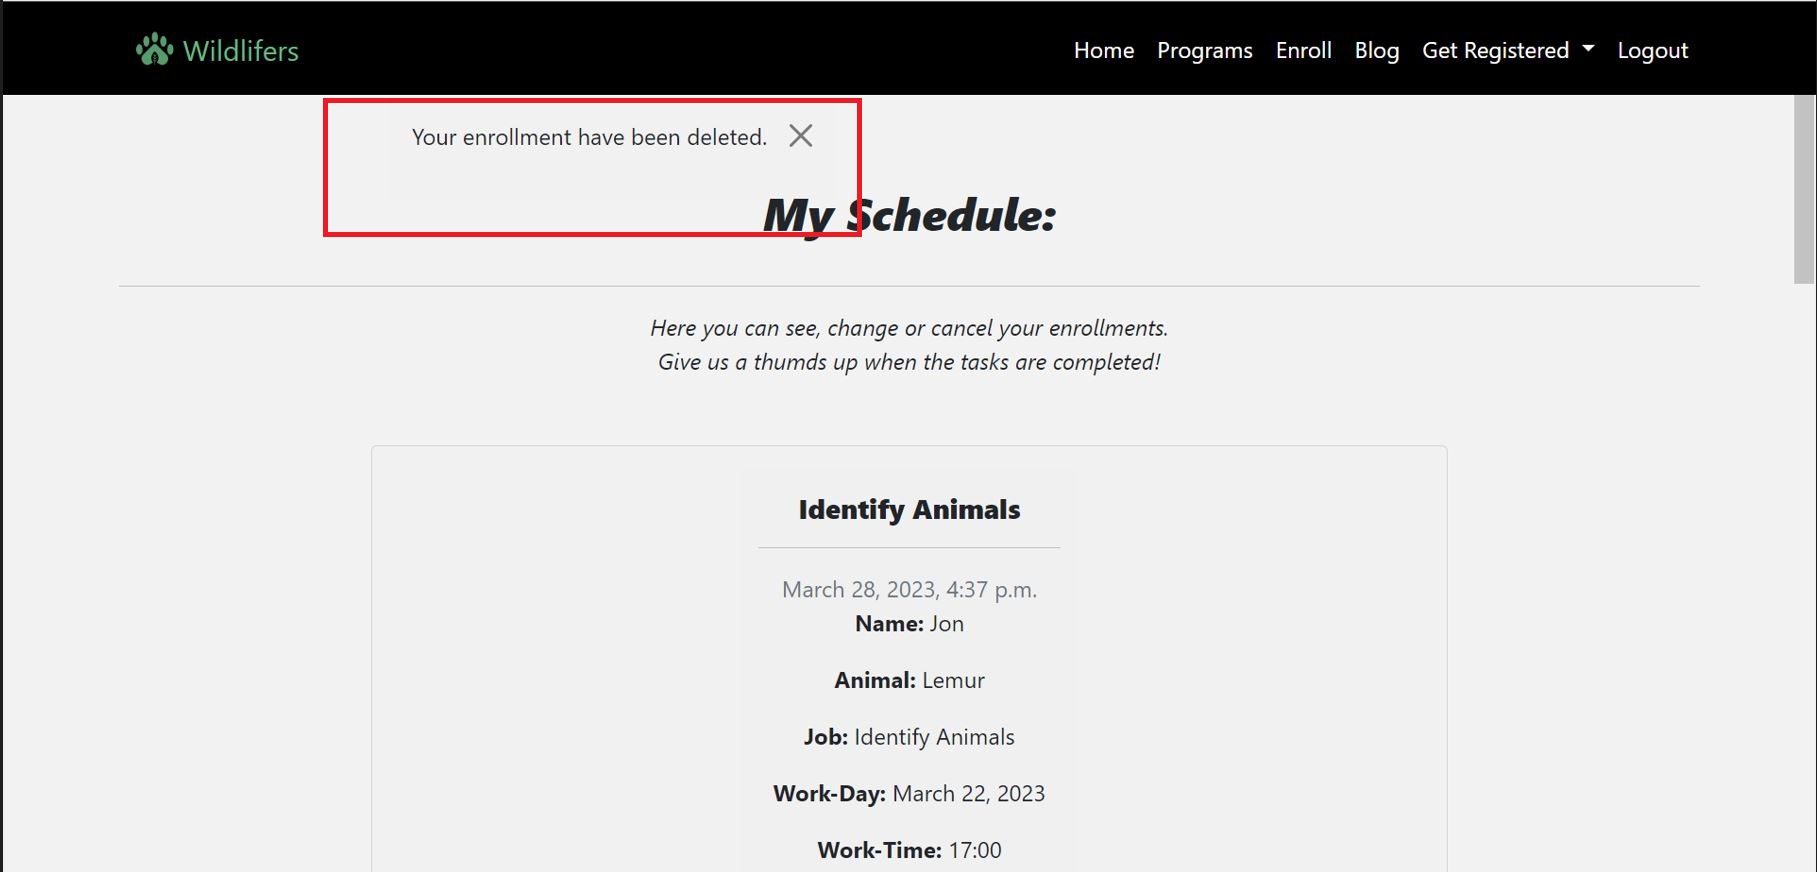 Wildlifers
Home Programs Enroll Blog Get Registered Logout
Your enrollment have been deleted.
My Schedule:
Here you can see, change or cancel your enrollments.
Give us a thumds up when the tasks are completed!
Identify Animals
March 28, 2023, 4:37 p.m.
Name: Jon
Animal: Lemur
Job: Identify Animals
Work-Day: March 22, 2023
Work-Time: 17:00